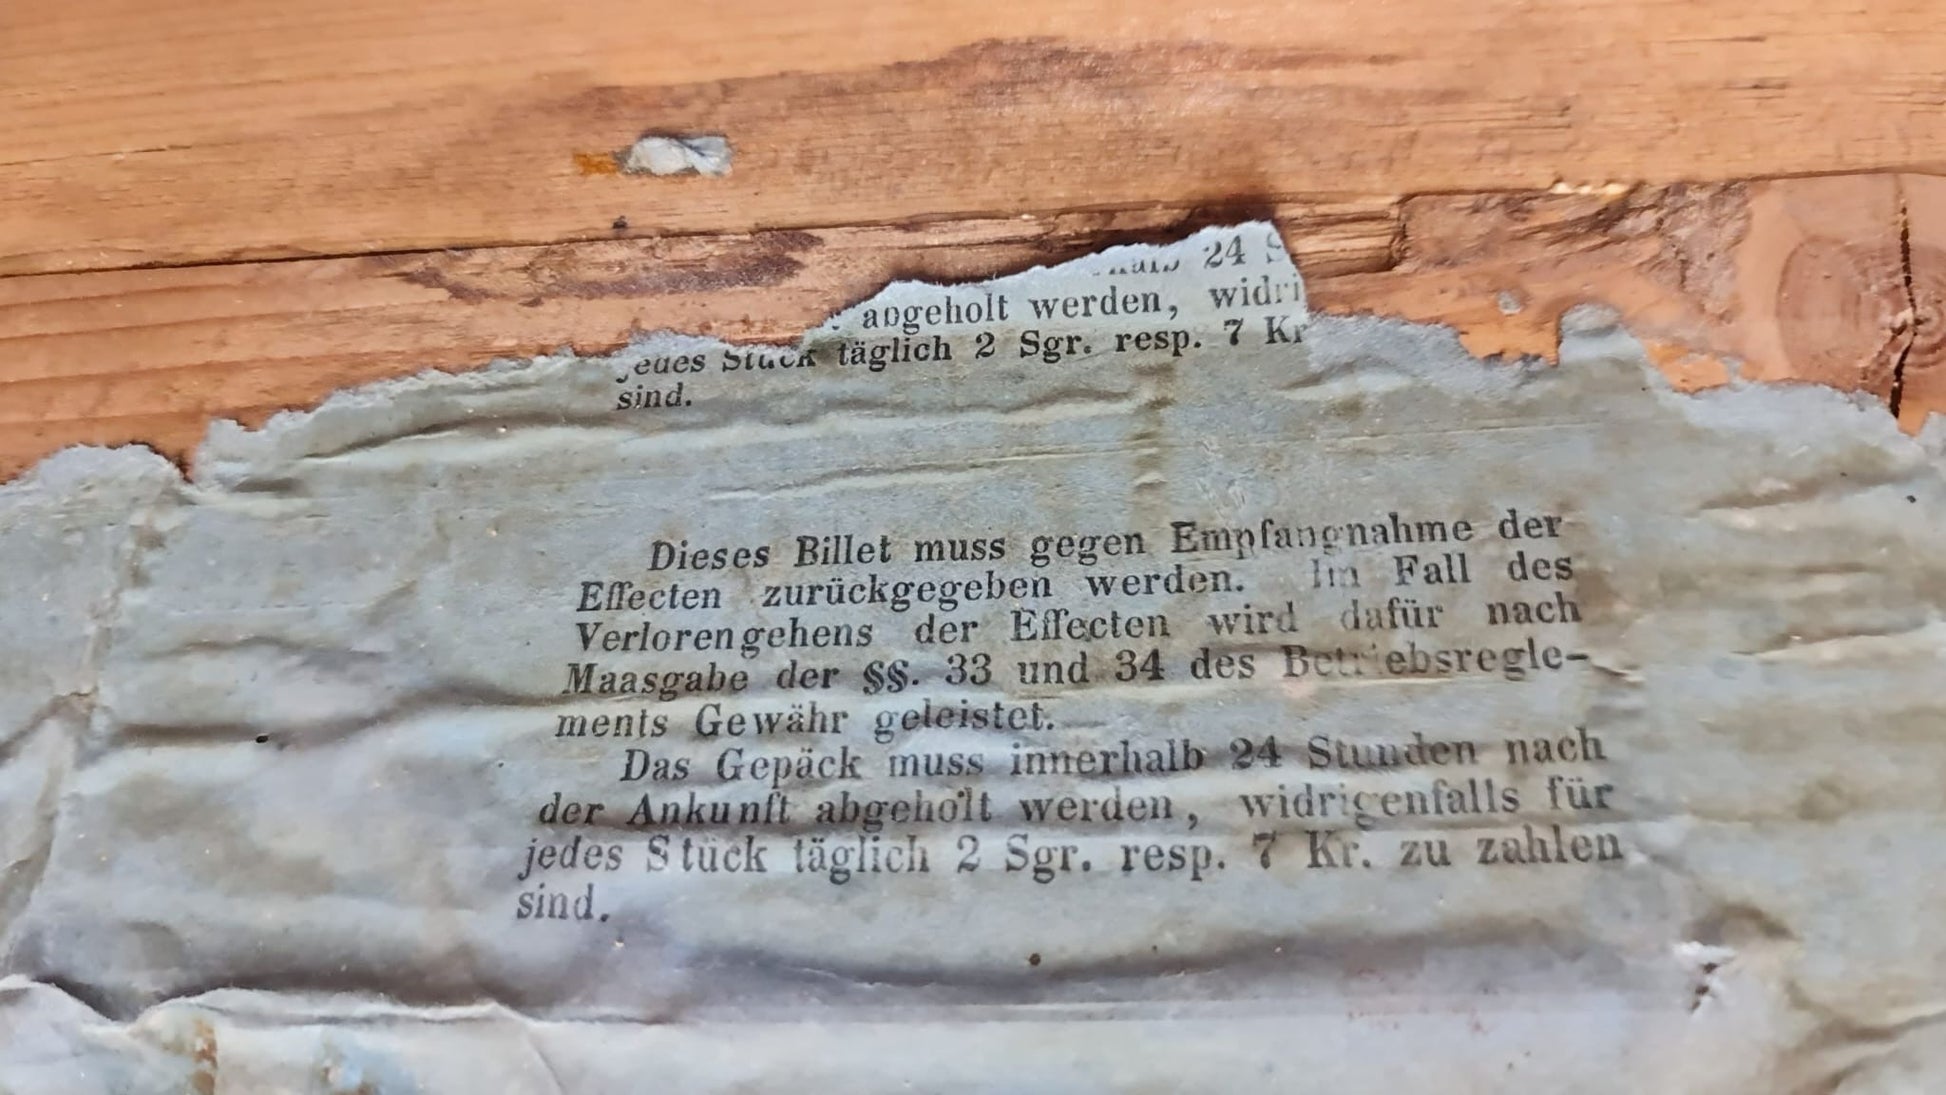 24
abgeholt werden, widri
jedes Stück täglich 2 Sgr. resp. 7 Kr
sind.
Dieses Billet muss gegen Empfangnahme der
Effecten zurückgegeben werden. Im Fall des
Verlorengehens der Effecten wird dafür nach
Maasgabe der §§. 33 und 34 des Betriebsregle-
ments Gewähr geleistet.
Das Gepäck muss innerhalb 24 Stunden nach
der Ankunft abgeholt werden, widrigenfalls für
jedes Stück täglich 2 Sgr. resp. 7 Kr. zu zahlen
sind.